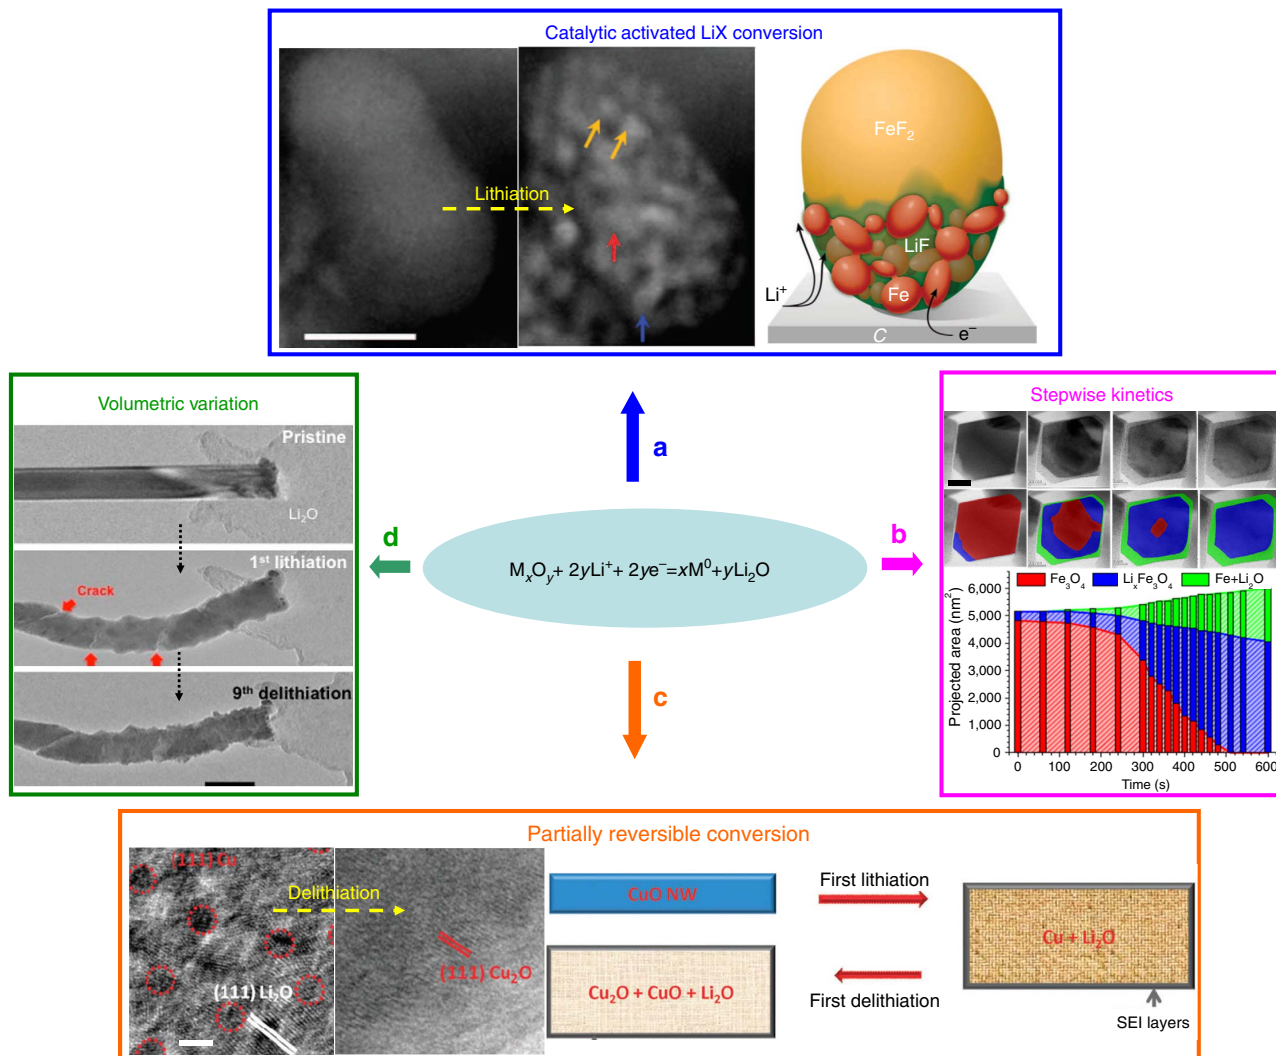 Catalytic activated LiX conversion
Lithiation
FeF₂
LiF
Fe
Li⁺
e⁻
C
Volumetric variation
Pristine
Li₂O
1ˢᵗ lithiation
Crack
9ᵗʰ delithiation
a
b
c
d
MₓOᵧ+ 2yLi⁺ + 2ye⁻=xM⁰+yLi₂O
Stepwise kinetics
Fe₃O₄
LiₓFe₃O₄
Fe+Li₂O
Projected area (nm²)
6,000
5,000
4,000
3,000
2,000
1,000
0
0 100 200 300 400 500 600
Time (s)
Partially reversible conversion
(111) Cu
Delithiation
(111) Li₂O
(111) Cu₂O
CuO NW
Cu₂O + CuO + Li₂O
First lithiation
First delithiation
Cu + Li₂O
SEI layers